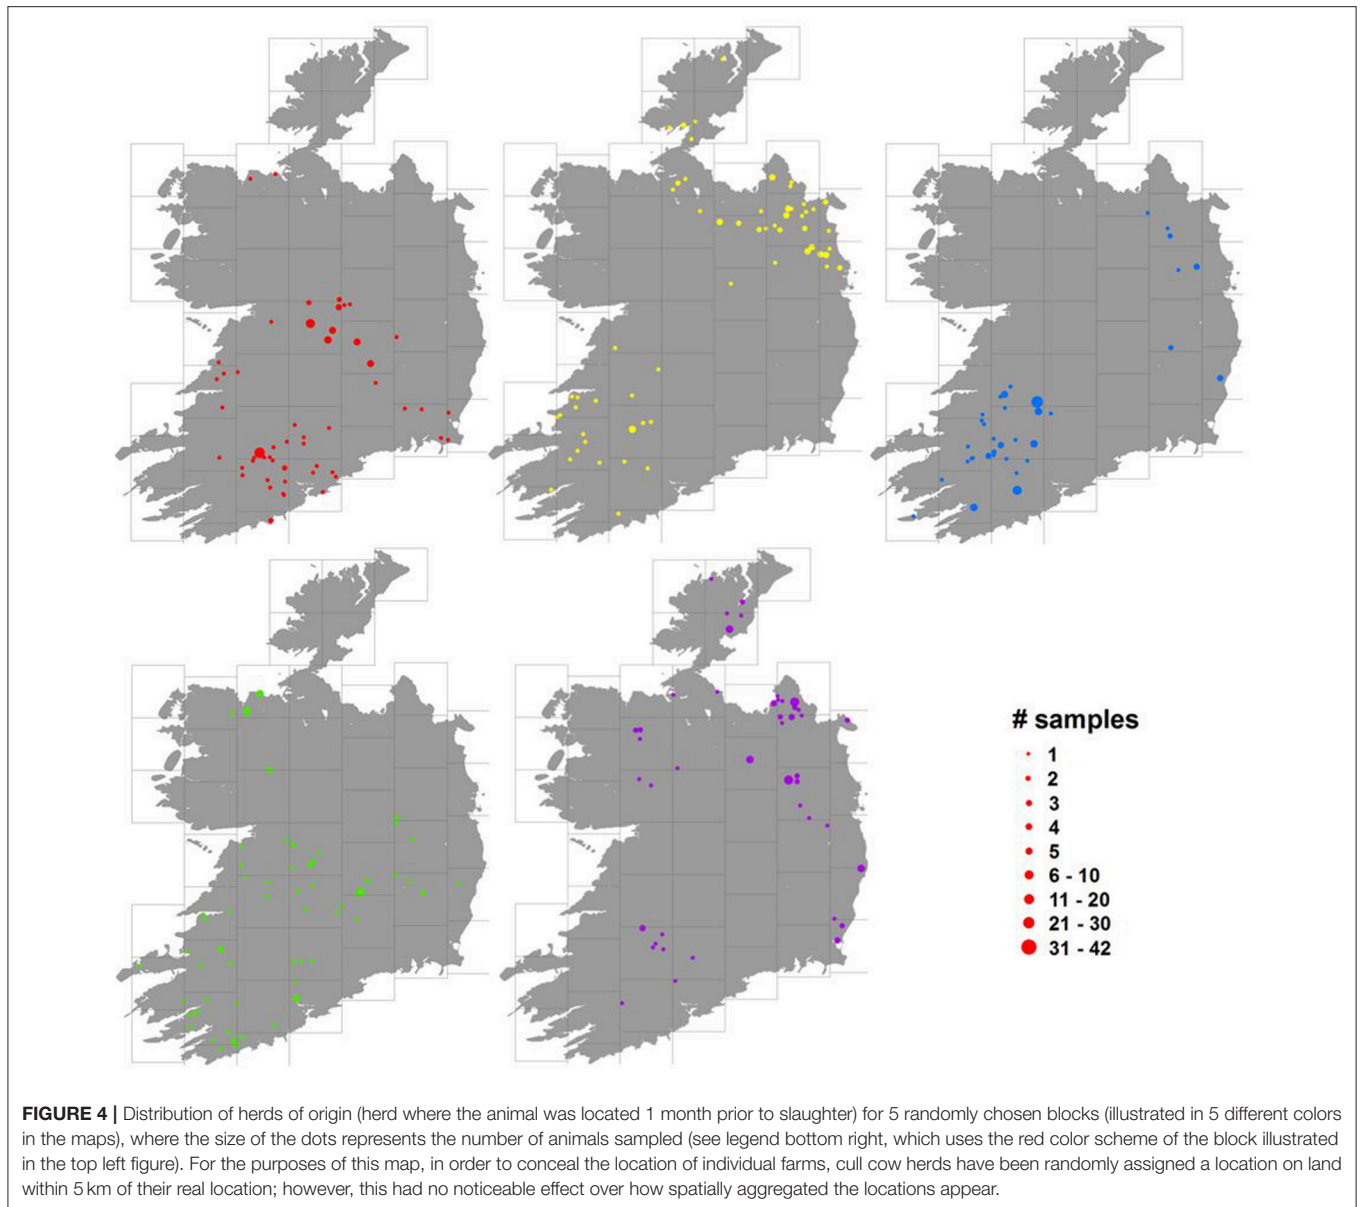 # samples
1
2
3
4
5
6 - 10
11 - 20
21 - 30
31 - 42
FIGURE 4 | Distribution of herds of origin (herd where the animal was located 1 month prior to slaughter) for 5 randomly chosen blocks (illustrated in 5 different colors
in the maps), where the size of the dots represents the number of animals sampled (see legend bottom right, which uses the red color scheme of the block illustrated
in the top left figure). For the purposes of this map, in order to conceal the location of individual farms, cull cow herds have been randomly assigned a location on land
within 5 km of their real location; however, this had no noticeable effect over how spatially aggregated the locations appear.